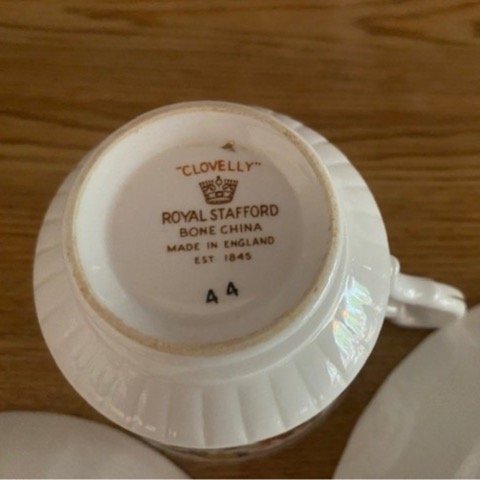 "CLOVELLY"
ROYAL STAFFORD
BONE CHINA
MADE IN ENGLAND
EST 1845
44